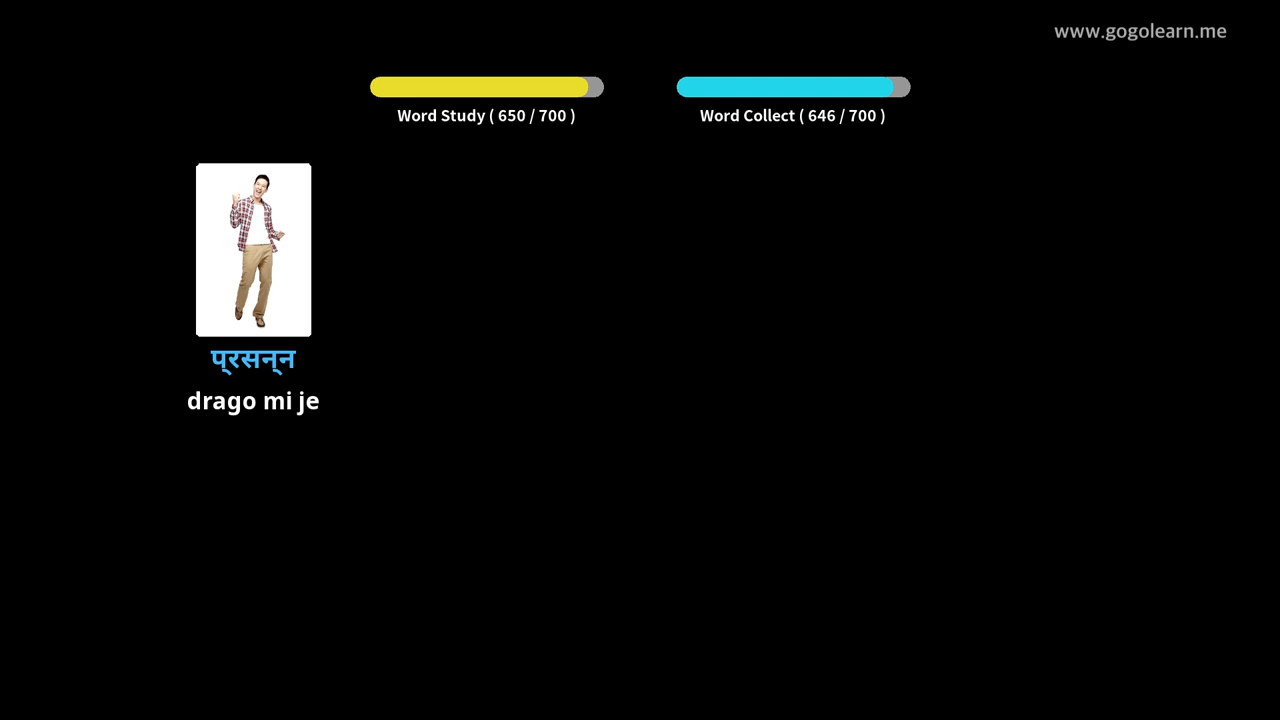 www.gogolearn.me
Word Study ( 650 / 700 )
Word Collect ( 646 / 700 )
प्रसन्न
drago mi je